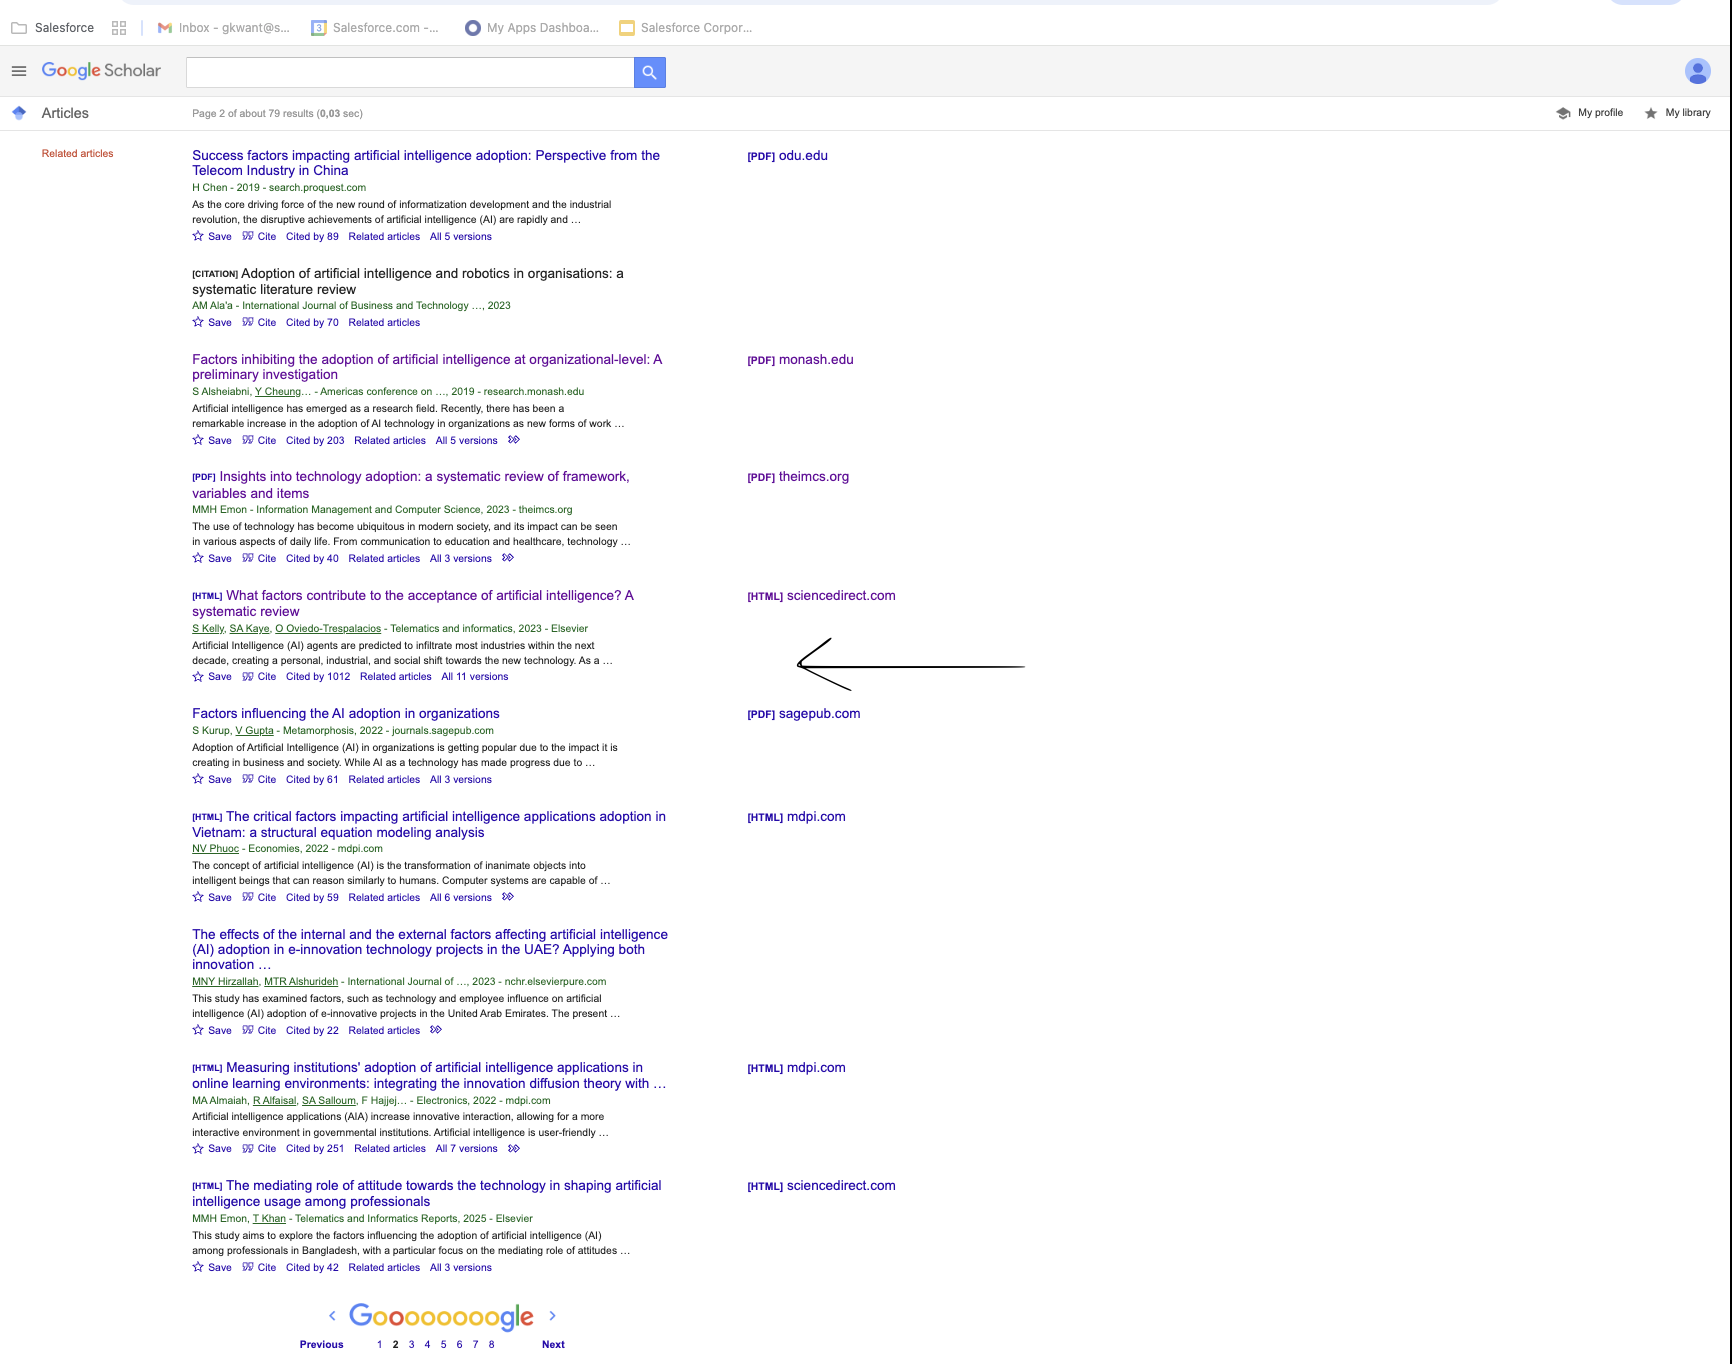 Salesforce
Inbox - gkwant@s...
Salesforce.com -...
My Apps Dashboa...
Salesforce Corpor...
Google Scholar
Articles
Page 2 of about 79 results (0,03 sec)
My profile
My library
Related articles
Success factors impacting artificial intelligence adoption: Perspective from the
Telecom Industry in China
[PDF] odu.edu
H Chen - 2019 - search.proquest.com
As the core driving force of the new round of informatization development and the industrial
revolution, the disruptive achievements of artificial intelligence (AI) are rapidly and …
Save Cite Cited by 89 Related articles All 5 versions
[CITATION] Adoption of artificial intelligence and robotics in organisations: a
systematic literature review
AM Ala'a - International Journal of Business and Technology …, 2023
Save Cite Cited by 70 Related articles
Factors inhibiting the adoption of artificial intelligence at organizational-level: A
preliminary investigation
[PDF] monash.edu
S Alsheiabni, Y Cheung… - Americas conference on …, 2019 - research.monash.edu
Artificial intelligence has emerged as a research field. Recently, there has been a
remarkable increase in the adoption of AI technology in organizations as new forms of work …
Save Cite Cited by 203 Related articles All 5 versions
[PDF] Insights into technology adoption: a systematic review of framework,
variables and items
[PDF] theimcs.org
MMH Emon - Information Management and Computer Science, 2023 - theimcs.org
The use of technology has become ubiquitous in modern society, and its impact can be seen
in various aspects of daily life. From communication to education and healthcare, technology …
Save Cite Cited by 40 Related articles All 3 versions
[HTML] What factors contribute to the acceptance of artificial intelligence? A
systematic review
[HTML] sciencedirect.com
S Kelly, SA Kaye, O Oviedo-Trespalacios - Telematics and informatics, 2023 - Elsevier
Artificial Intelligence (AI) agents are predicted to infiltrate most industries within the next
decade, creating a personal, industrial, and social shift towards the new technology. As a …
Save Cite Cited by 1012 Related articles All 11 versions
Factors influencing the AI adoption in organizations
[PDF] sagepub.com
S Kurup, V Gupta - Metamorphosis, 2022 - journals.sagepub.com
Adoption of Artificial Intelligence (AI) in organizations is getting popular due to the impact it is
creating in business and society. While AI as a technology has made progress due to …
Save Cite Cited by 61 Related articles All 3 versions
[HTML] The critical factors impacting artificial intelligence applications adoption in
Vietnam: a structural equation modeling analysis
[HTML] mdpi.com
NV Phuoc - Economies, 2022 - mdpi.com
The concept of artificial intelligence (AI) is the transformation of inanimate objects into
intelligent beings that can reason similarly to humans. Computer systems are capable of …
Save Cite Cited by 59 Related articles All 6 versions
The effects of the internal and the external factors affecting artificial intelligence
(AI) adoption in e-innovation technology projects in the UAE? Applying both
innovation …
MNY Hirzallah, MTR Alshurideh - International Journal of …, 2023 - nchr.elsevierpure.com
This study has examined factors, such as technology and employee influence on artificial
intelligence (AI) adoption of e-innovative projects in the United Arab Emirates. The present …
Save Cite Cited by 22 Related articles
[HTML] Measuring institutions' adoption of artificial intelligence applications in
online learning environments: integrating the innovation diffusion theory with …
[HTML] mdpi.com
MA Almaiah, R Alfaisal, SA Salloum, F Hajjej… - Electronics, 2022 - mdpi.com
Artificial intelligence applications (AIA) increase innovative interaction, allowing for a more
interactive environment in governmental institutions. Artificial intelligence is user-friendly …
Save Cite Cited by 251 Related articles All 7 versions
[HTML] The mediating role of attitude towards the technology in shaping artificial
intelligence usage among professionals
[HTML] sciencedirect.com
MMH Emon, T Khan - Telematics and Informatics Reports, 2025 - Elsevier
This study aims to explore the factors influencing the adoption of artificial intelligence (AI)
among professionals in Bangladesh, with a particular focus on the mediating role of attitudes …
Save Cite Cited by 42 Related articles All 3 versions
Goooooooogle
Previous 1 2 3 4 5 6 7 8 Next